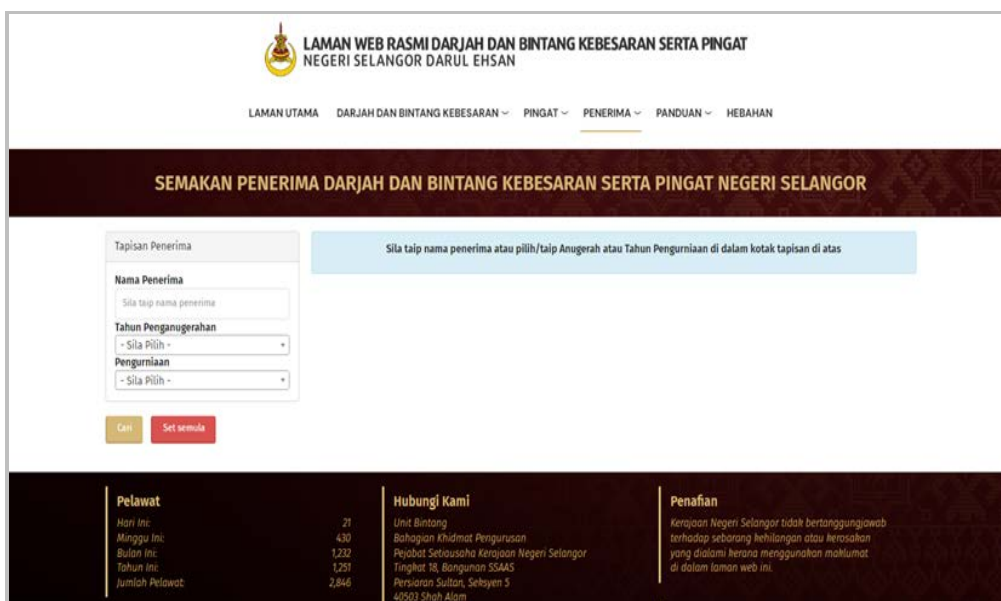 LAMAN WEB RASMI DARJAH DAN BINTANG KEBESARAN SERTA PINGAT
NEGERI SELANGOR DARUL EHSAN
LAMAN UTAMA DARJAH DAN BINTANG KEBESARAN PINGAT PENERIMA PANDUAN HEBAHAN
SEMAKAN PENERIMA DARJAH DAN BINTANG KEBESARAN SERTA PINGAT NEGERI SELANGOR
Tapisan Penerima
Nama Penerima
Sila taip nama penerima
Tahun Penganugerahan
- Sila Pilih -
Pengurniaan
- Sila Pilih -
Cari Set semula
Sila taip nama penerima atau pilih/taip Anugerah atau Tahun Pengurniaan di dalam kotak tapisan di atas
Pelawat
Hari Ini: 21
Minggu Ini: 430
Bulan Ini: 1,232
Tahun Ini: 1,251
Jumlah Pelawat: 2,846
Hubungi Kami
Unit Bintang
Bahagian Khidmat Pengurusan
Pejabat Setiausaha Kerajaan Negeri Selangor
Tingkat 18, Bangunan SSAAS
Persiaran Sultan, Seksyen 5
40503 Shah Alam
Penafian
Kerajaan Negeri Selangor tidak bertanggungjawab
terhadap sebarang kehilangan atau kerosakan
yang dialami kerana menggunakan maklumat
di dalam laman web ini.